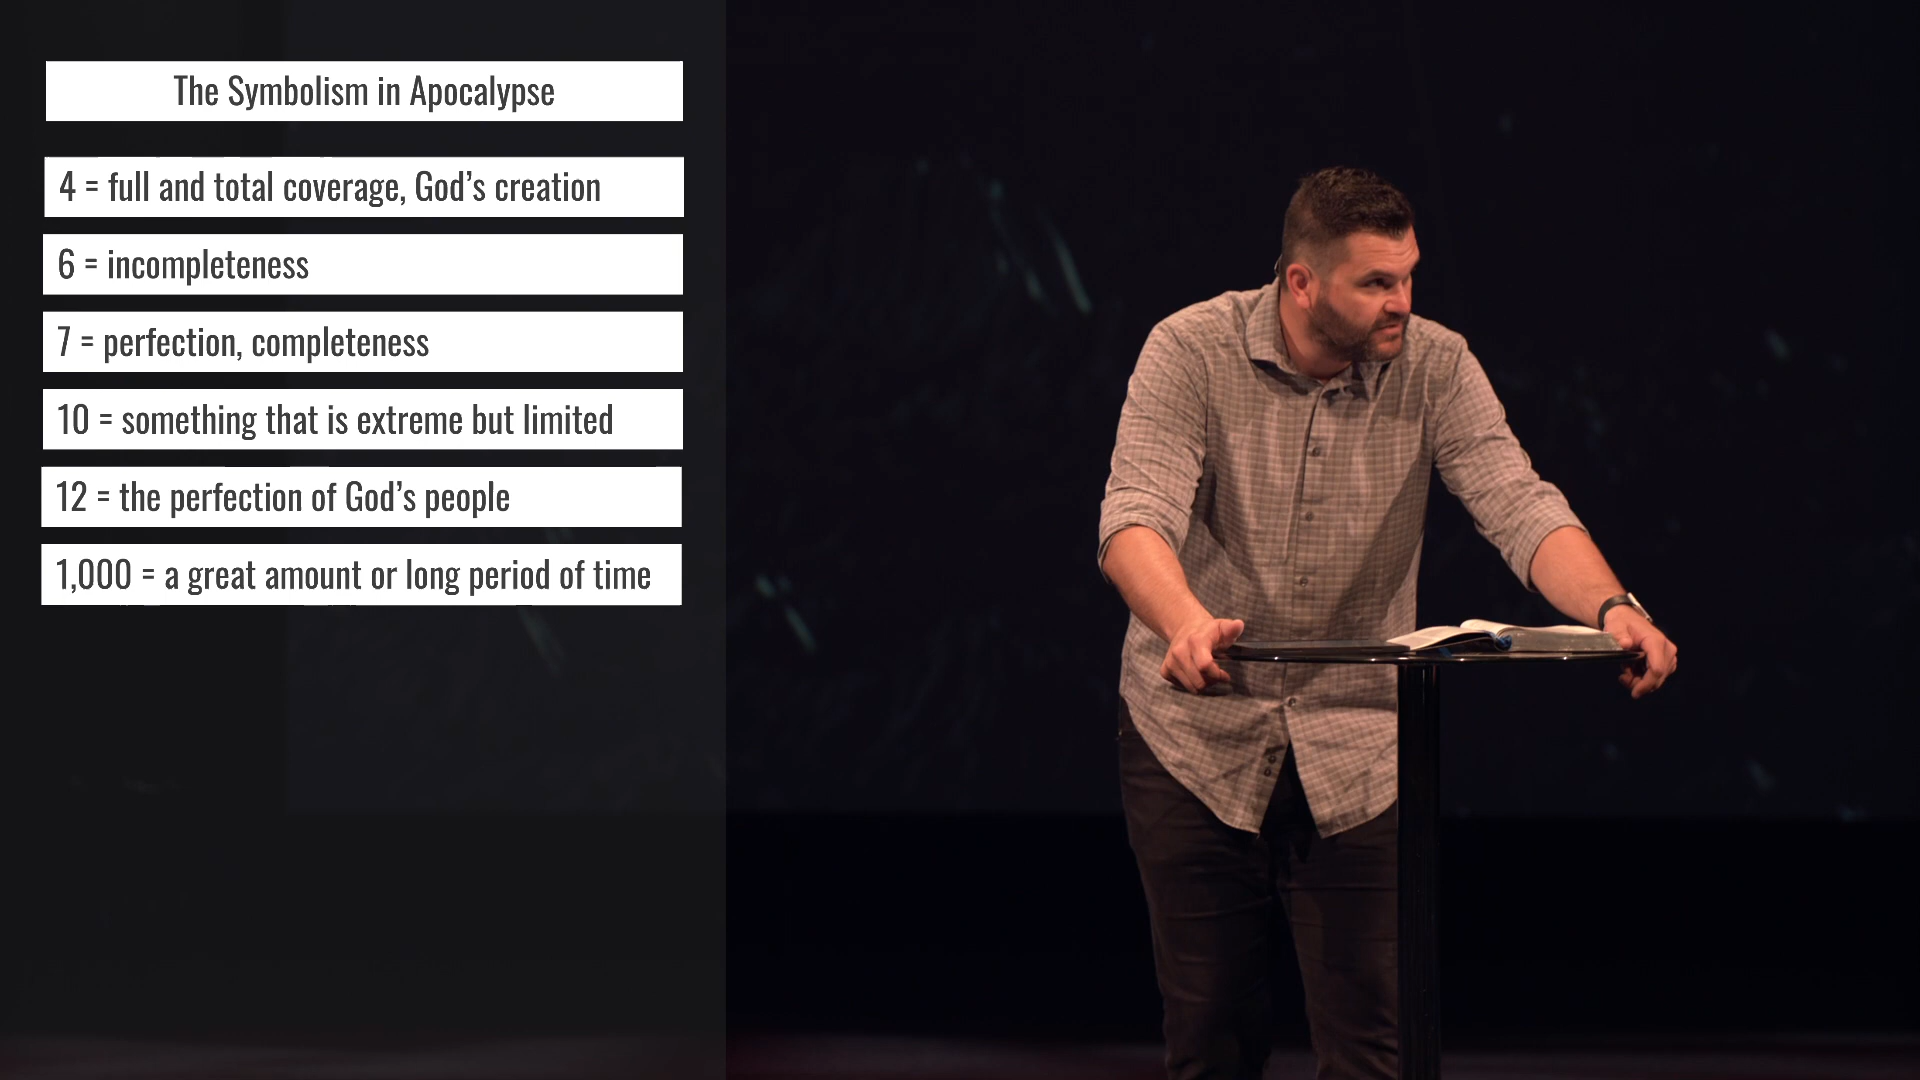 The Symbolism in Apocalypse
4 = full and total coverage, God’s creation
6 = incompleteness
7 = perfection, completeness
10 = something that is extreme but limited
12 = the perfection of God’s people
1,000 = a great amount or long period of time